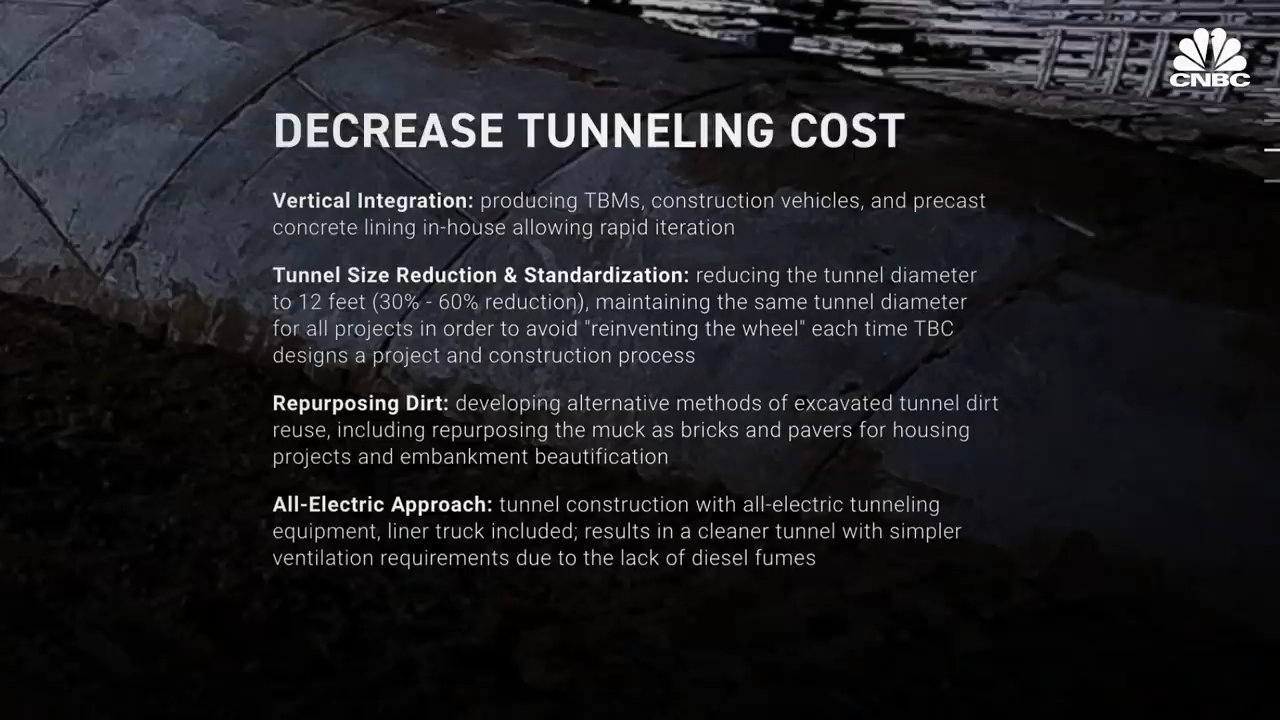 CNBC
DECREASE TUNNELING COST
Vertical Integration: producing TBMs, construction vehicles, and precast
concrete lining in-house allowing rapid iteration
Tunnel Size Reduction & Standardization: reducing the tunnel diameter
to 12 feet (30% - 60% reduction), maintaining the same tunnel diameter
for all projects in order to avoid "reinventing the wheel" each time TBC
designs a project and construction process
Repurposing Dirt: developing alternative methods of excavated tunnel dirt
reuse, including repurposing the muck as bricks and pavers for housing
projects and embankment beautification
All-Electric Approach: tunnel construction with all-electric tunneling
equipment, liner truck included; results in a cleaner tunnel with simpler
ventilation requirements due to the lack of diesel fumes